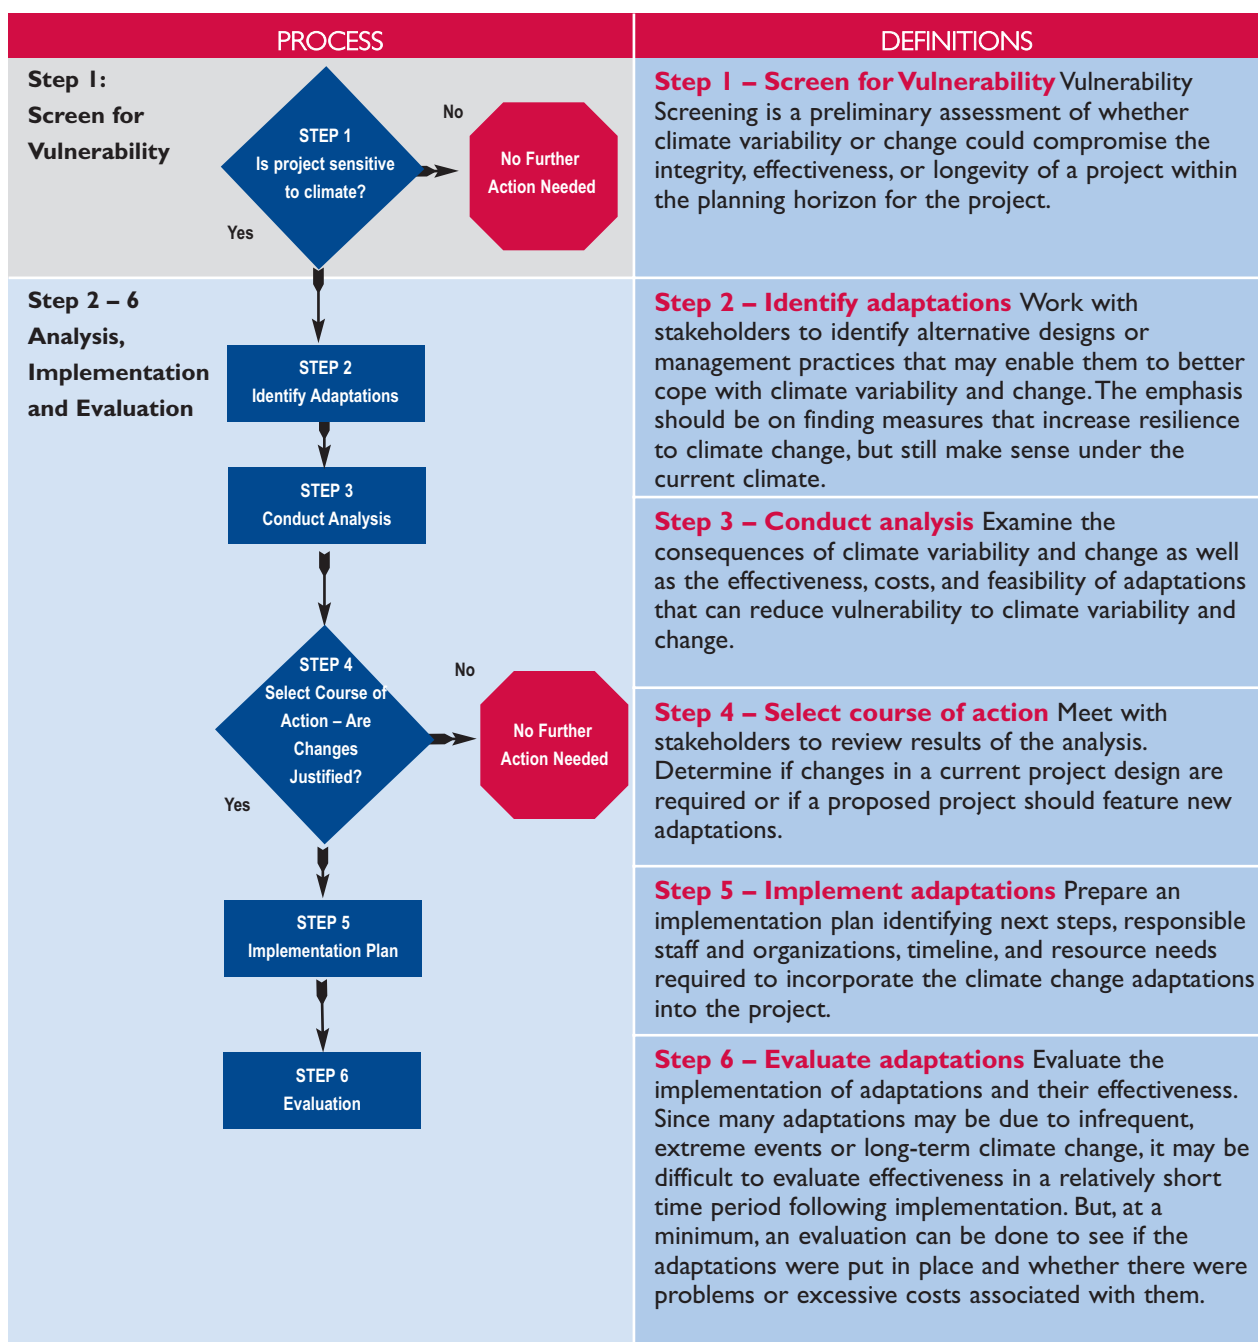 PROCESS
DEFINITIONS
Step 1:
Screen for
Vulnerability
STEP 1
Is project sensitive
to climate?
No
No Further
Action Needed
Yes
Step 1 – Screen for Vulnerability Vulnerability
Screening is a preliminary assessment of whether
climate variability or change could compromise the
integrity, effectiveness, or longevity of a project within
the planning horizon for the project.
Step 2 – 6
Analysis,
Implementation
and Evaluation
STEP 2
Identify Adaptations
Step 2 – Identify adaptations Work with
stakeholders to identify alternative designs or
management practices that may enable them to better
cope with climate variability and change. The emphasis
should be on finding measures that increase resilience
to climate change, but still make sense under the
current climate.
STEP 3
Conduct Analysis
Step 3 – Conduct analysis Examine the
consequences of climate variability and change as well
as the effectiveness, costs, and feasibility of adaptations
that can reduce vulnerability to climate variability and
change.
STEP 4
Select Course of
Action – Are
Changes
Justified?
No
No Further
Action Needed
Yes
Step 4 – Select course of action Meet with
stakeholders to review results of the analysis.
Determine if changes in a current project design are
required or if a proposed project should feature new
adaptations.
STEP 5
Implementation Plan
Step 5 – Implement adaptations Prepare an
implementation plan identifying next steps, responsible
staff and organizations, timeline, and resource needs
required to incorporate the climate change adaptations
into the project.
STEP 6
Evaluation
Step 6 – Evaluate adaptations Evaluate the
implementation of adaptations and their effectiveness.
Since many adaptations may be due to infrequent,
extreme events or long-term climate change, it may be
difficult to evaluate effectiveness in a relatively short
time period following implementation. But, at a
minimum, an evaluation can be done to see if the
adaptations were put in place and whether there were
problems or excessive costs associated with them.